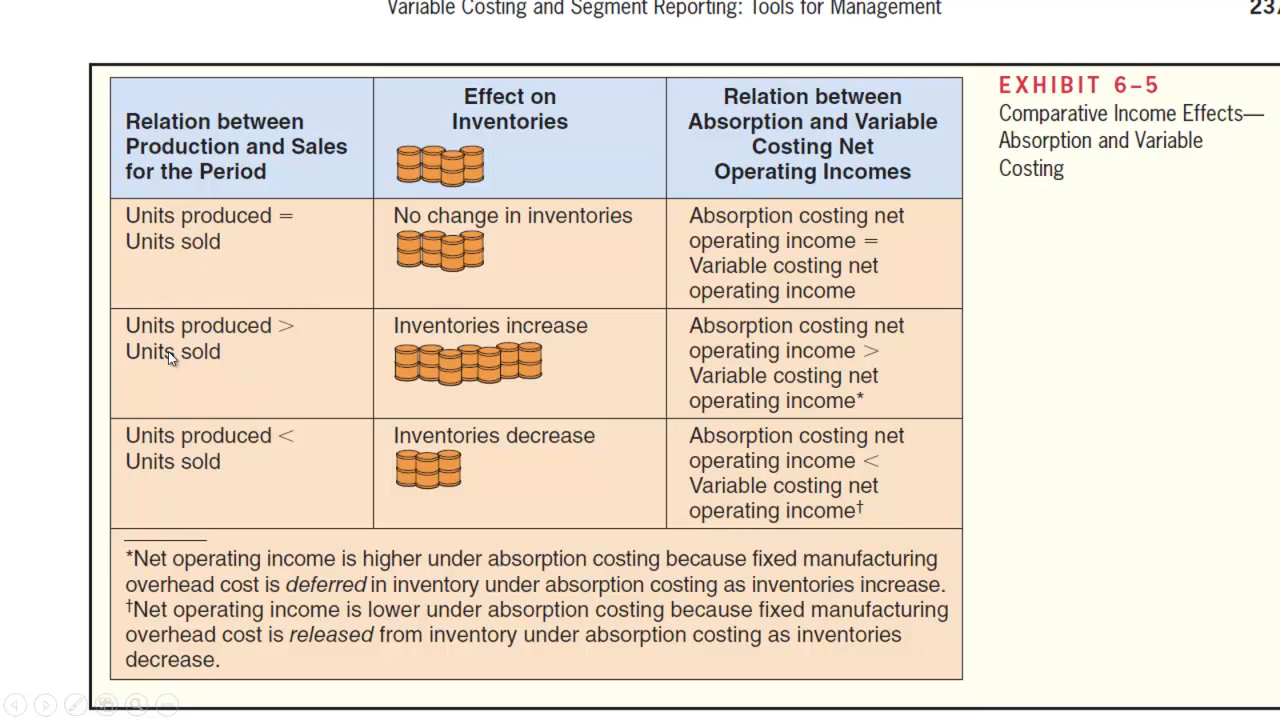 Variable Costing and Segment Reporting: Tools for Management
EXHIBIT 6–5
Comparative Income Effects—
Absorption and Variable
Costing
Relation between
Production and Sales
for the Period
Effect on
Inventories
Relation between
Absorption and Variable
Costing Net
Operating Incomes
Units produced =
Units sold
No change in inventories
Absorption costing net
operating income =
Variable costing net
operating income
Units produced >
Units sold
Inventories increase
Absorption costing net
operating income >
Variable costing net
operating income*
Units produced <
Units sold
Inventories decrease
Absorption costing net
operating income <
Variable costing net
operating income†
*Net operating income is higher under absorption costing because fixed manufacturing
overhead cost is deferred in inventory under absorption costing as inventories increase.
†Net operating income is lower under absorption costing because fixed manufacturing
overhead cost is released from inventory under absorption costing as inventories
decrease.